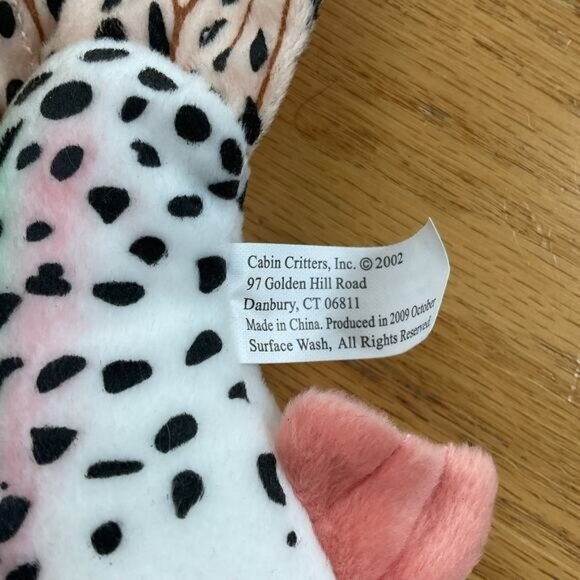 Cabin Critters, Inc. © 2002
97 Golden Hill Road
Danbury, CT 06811
Made in China. Produced in 2009 October
Surface Wash, All Rights Reserved